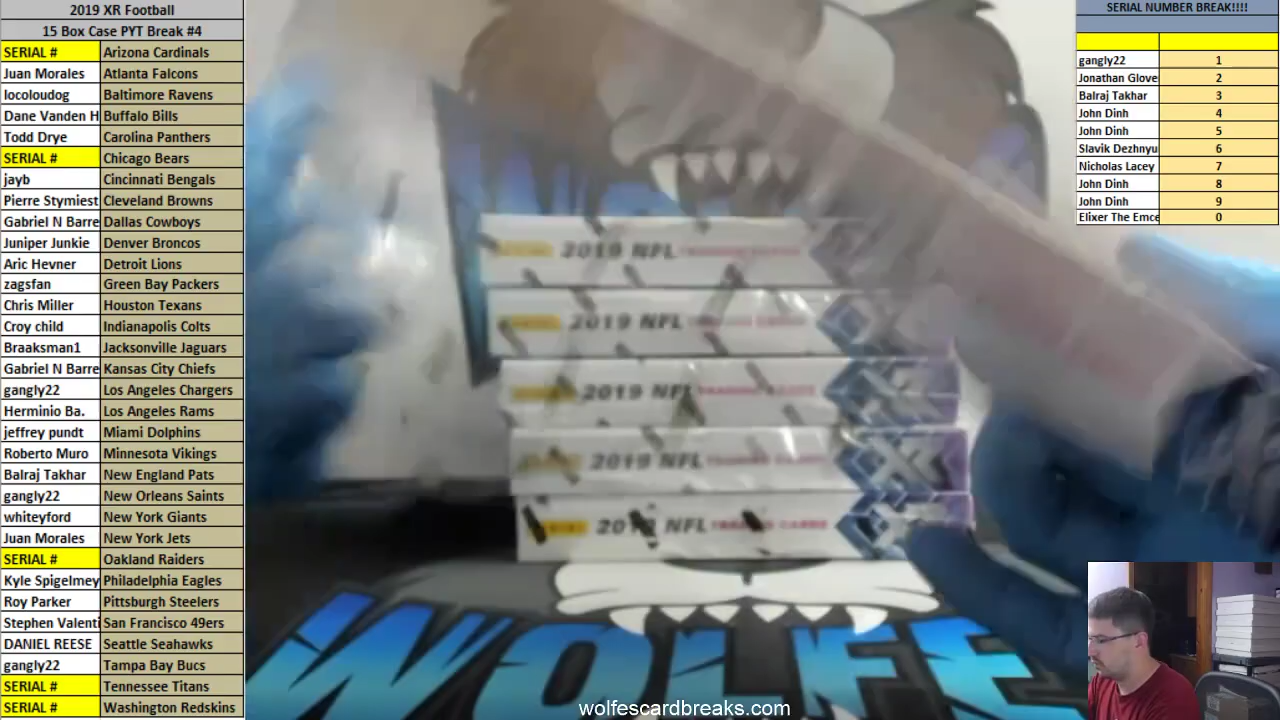 2019 XR Football
15 Box Case PYT Break #4
SERIAL # Arizona Cardinals
Juan Morales Atlanta Falcons
locoloudog Baltimore Ravens
Dane Vanden H Buffalo Bills
Todd Drye Carolina Panthers
SERIAL # Chicago Bears
jayb Cincinnati Bengals
Pierre Stymiest Cleveland Browns
Gabriel N Barre Dallas Cowboys
Juniper Junkie Denver Broncos
Aric Hevner Detroit Lions
zagsfan Green Bay Packers
Chris Miller Houston Texans
Croy child Indianapolis Colts
Braaksman1 Jacksonville Jaguars
Gabriel N Barre Kansas City Chiefs
gangly22 Los Angeles Chargers
Herminio Ba. Los Angeles Rams
jeffrey pundt Miami Dolphins
Roberto Muro Minnesota Vikings
Balraj Takhar New England Pats
gangly22 New Orleans Saints
whiteyford New York Giants
Juan Morales New York Jets
SERIAL # Oakland Raiders
Kyle Spigelmey Philadelphia Eagles
Roy Parker Pittsburgh Steelers
Stephen Valenti San Francisco 49ers
DANIEL REESE Seattle Seahawks
gangly22 Tampa Bay Bucs
SERIAL # Tennessee Titans
SERIAL # Washington Redskins
SERIAL NUMBER BREAK!!!!
gangly22 1
Jonathan Glove 2
Balraj Takhar 3
John Dinh 4
John Dinh 5
Slavik Dezhnyu 6
Nicholas Lacey 7
John Dinh 8
John Dinh 9
Elixer The Emce 0
2019 NFL
2019 NFL
2019 NFL TRADING CARDS
2019 NFL TRADING CARDS XR
2019 NFL TRADING CARDS
WOLFE
wolfescardbreaks.com